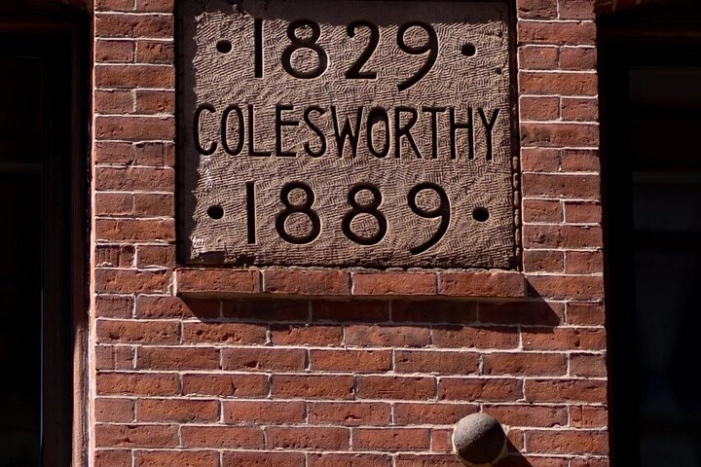 · 1829 ·
COLESWORTHY
· 1889 ·